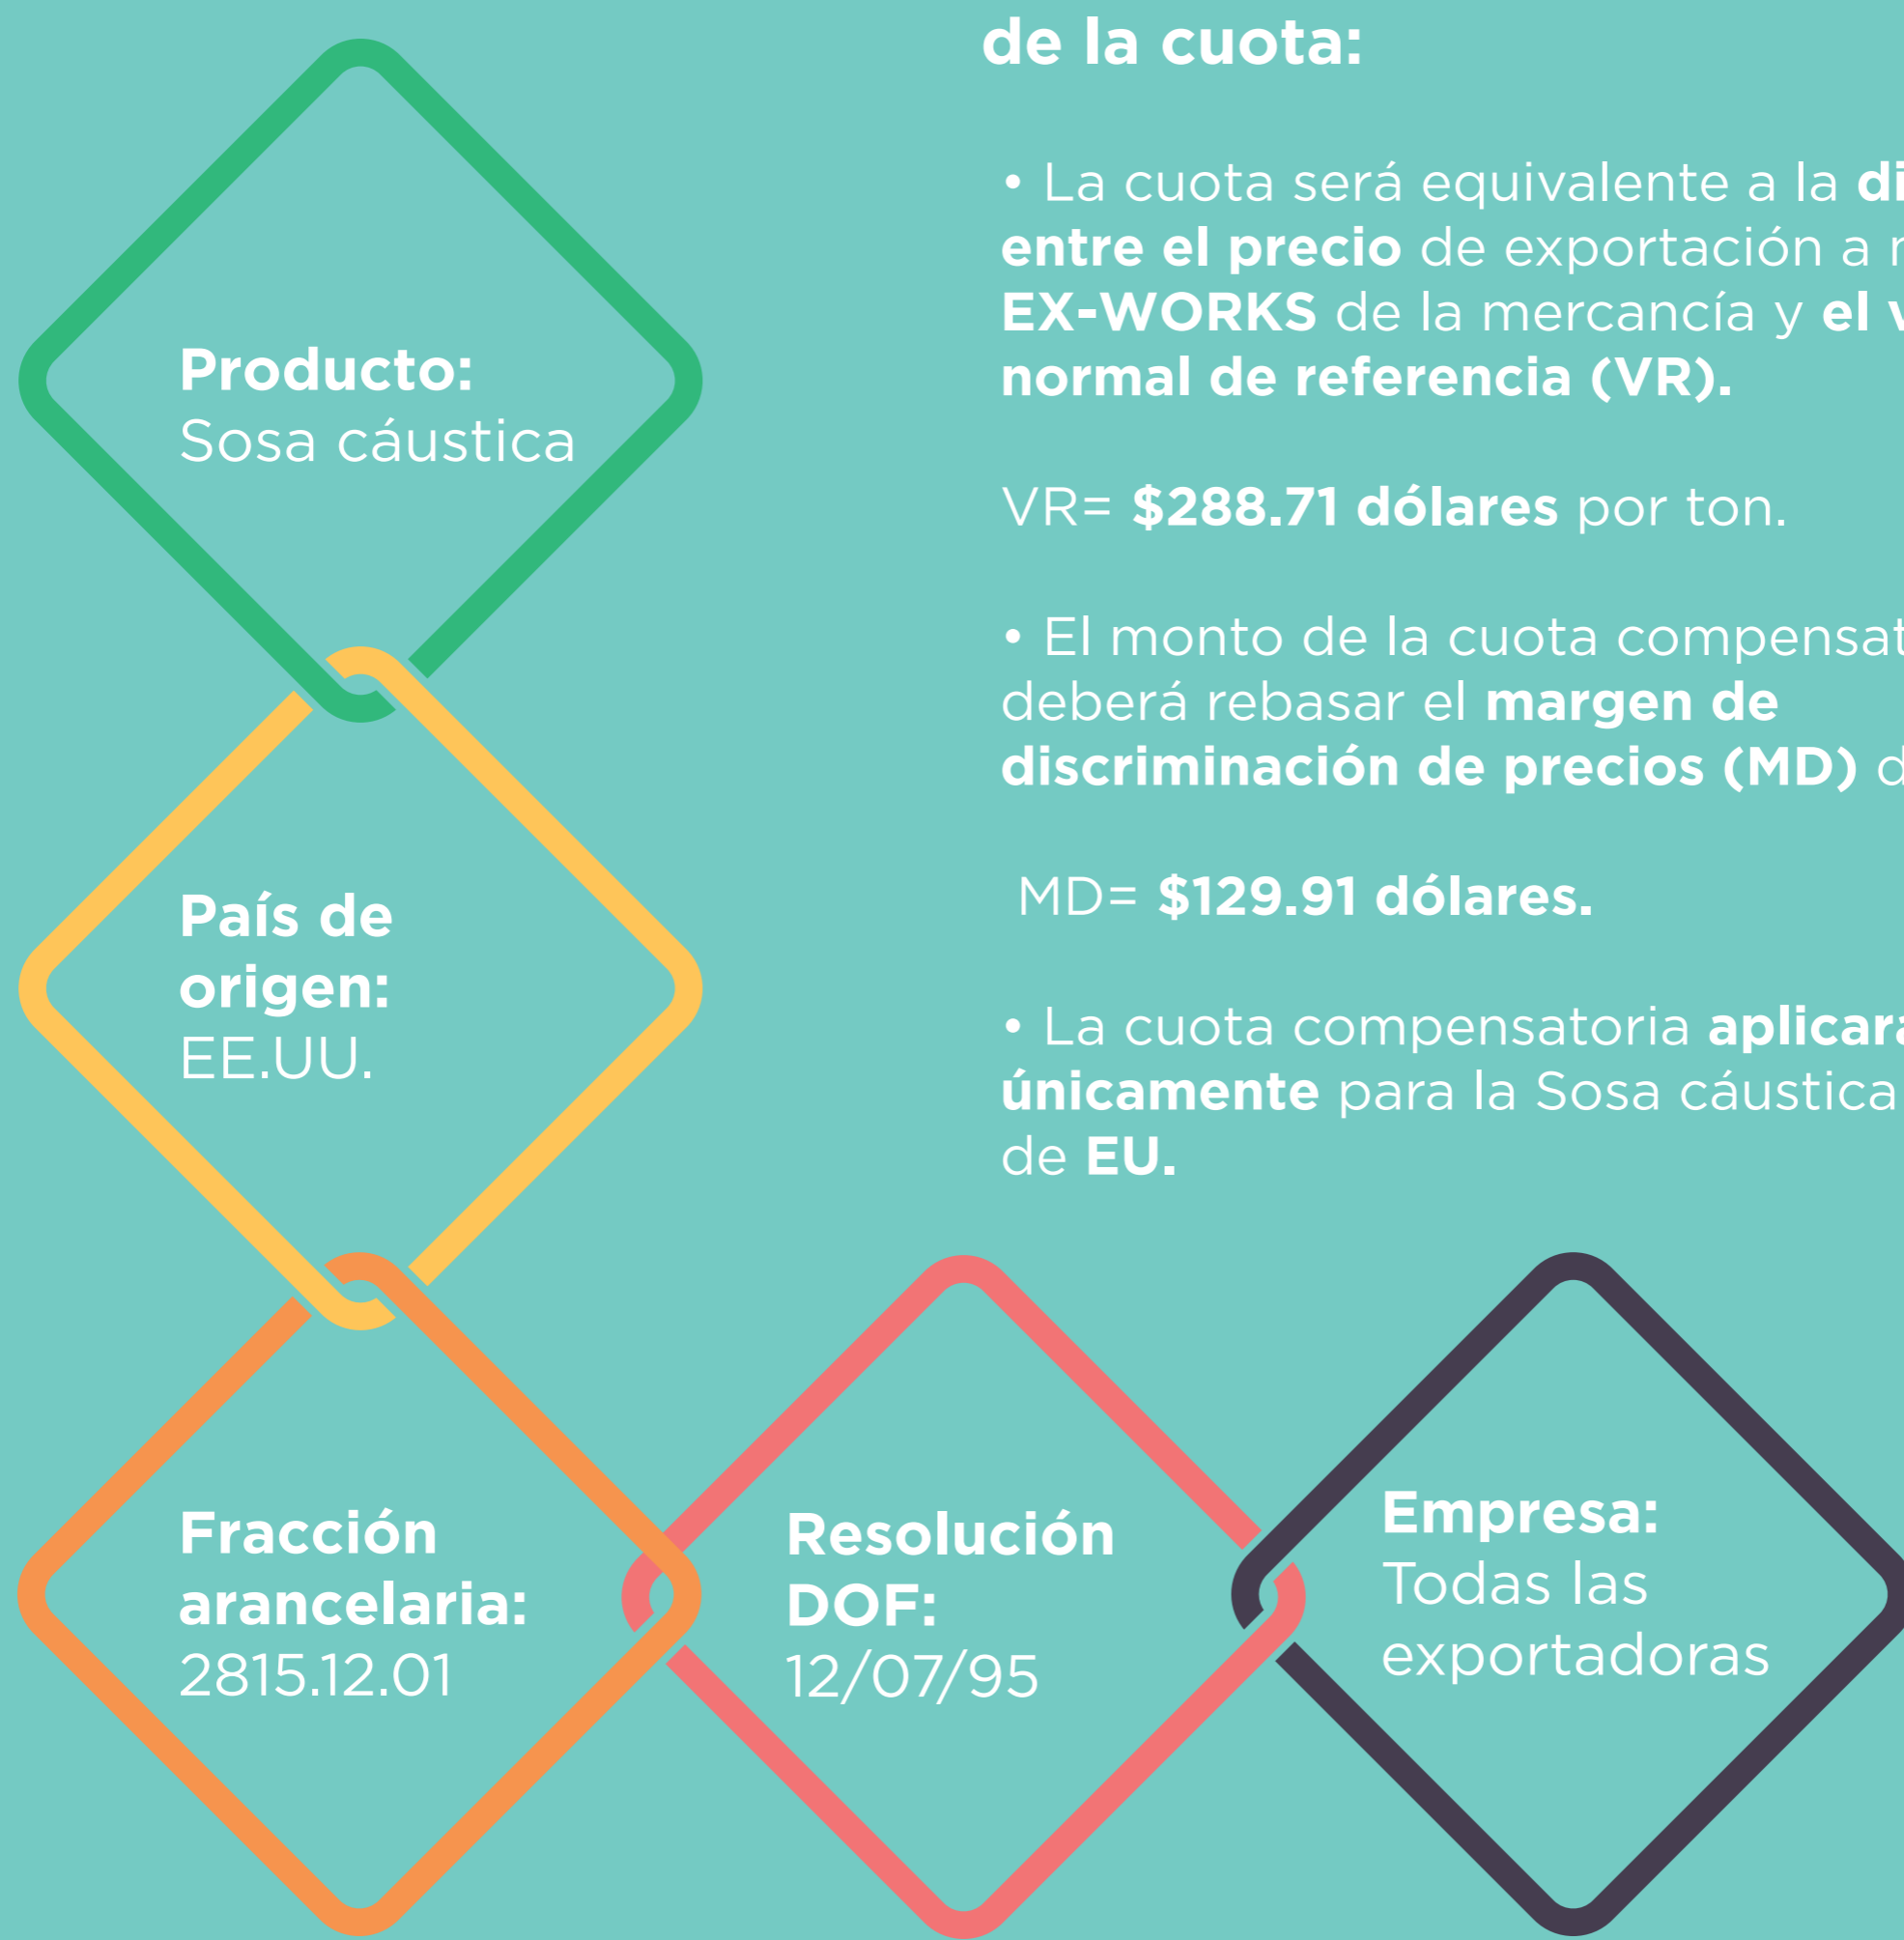 de la cuota:
• La cuota será equivalente a la
entre el precio de exportación a
EX-WORKS de la mercancía y el
normal de referencia (VR).
VR= $288.71 dólares por ton.
• El monto de la cuota
deberá rebasar el margen de
discriminación de precios (MD)
MD= $129.91 dólares.
• La cuota compensatoria
únicamente para la Sosa cáustica
de EU.
Producto:
Sosa cáustica
País de
origen:
EE.UU.
Fracción
arancelaria:
2815.12.01
Resolución
DOF:
12/07/95
Empresa:
Todas las
exportadoras